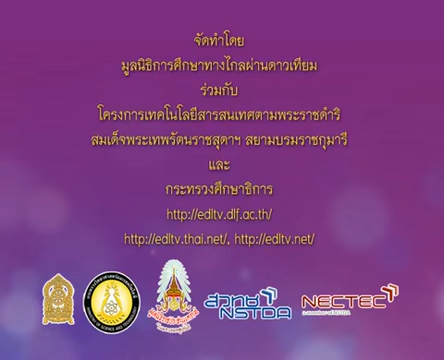 จัดทำโดย
มูลนิธิการศึกษาทางไกลผ่านดาวเทียม
ร่วมกับ
โครงการเทคโนโลยีสารสนเทศตามพระราชดำริ
สมเด็จพระเทพรัตนราชสุดาฯ สยามบรมราชกุมารี
และ
กระทรวงศึกษาธิการ
http://edltv.dlf.ac.th/
http://edltv.thai.net/, http://edltv.net/
สวทช
NSTDA
NECTEC
a member of NSTDA